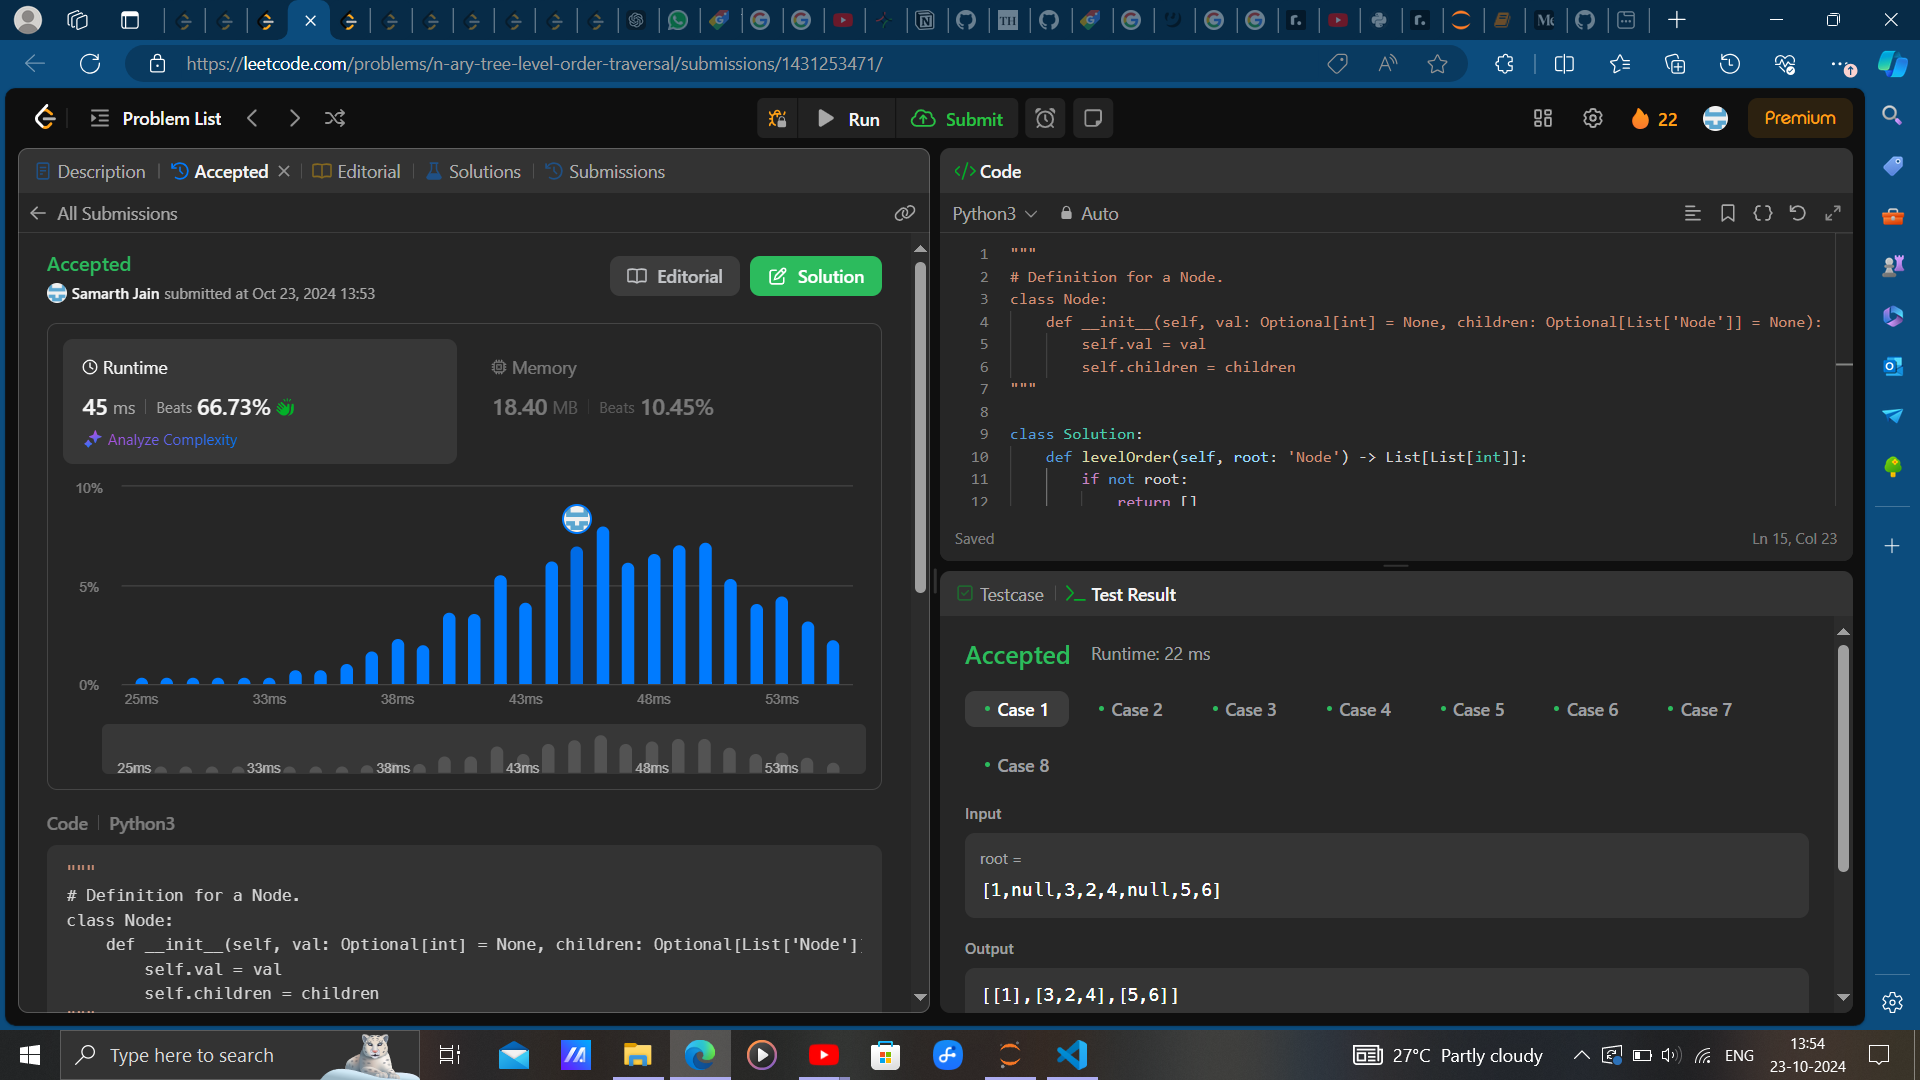 https://leetcode.com/problems/n-ary-tree-level-order-traversal/submissions/1431253471/
Problem List
Run
Submit
22
Premium
Description
Accepted
Editorial
Solutions
Submissions
All Submissions
Accepted
Samarth Jain submitted at Oct 23, 2024 13:53
Editorial
Solution
Runtime
45 ms
Beats 66.73%
Analyze Complexity
Memory
18.40 MB
Beats 10.45%
10%
5%
0%
25ms 33ms 38ms 43ms 48ms 53ms
25ms 33ms 38ms 43ms 48ms 53ms
Code
Python3
"""
# Definition for a Node.
class Node:
def __init__(self, val: Optional[int] = None, children: Optional[List['Node']]
self.val = val
self.children = children
Code
Python3
Auto
1 """
2 # Definition for a Node.
3 class Node:
4 def __init__(self, val: Optional[int] = None, children: Optional[List['Node']] = None):
5 self.val = val
6 self.children = children
7 """
8
9 class Solution:
10 def levelOrder(self, root: 'Node') -> List[List[int]]:
11 if not root:
12 return []
Saved
Ln 15, Col 23
Testcase
Test Result
Accepted
Runtime: 22 ms
Case 1 Case 2 Case 3 Case 4 Case 5 Case 6 Case 7
Case 8
Input
root =
[1,null,3,2,4,null,5,6]
Output
[[1],[3,2,4],[5,6]]
Type here to search
27°C Partly cloudy
ENG
13:54
23-10-2024